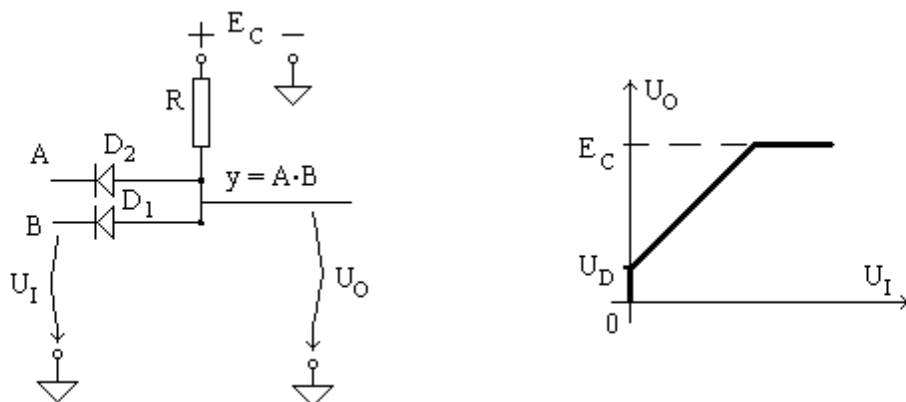 + E_C −
R
A
D_2
y = A·B
B
D_1
U_I
U_O
U_O
E_C
U_D
0
U_I